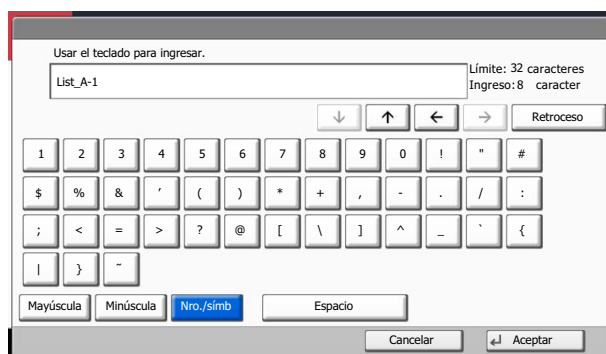 Usar el teclado para ingresar.
List_A-1
Límite: 32 caracteres
Ingreso:8 caracter
↓ ↑ ← → Retroceso
1 2 3 4 5 6 7 8 9 0 ! " #
$ % & ' ( ) * + , - . / :
; < = > ? @ [ \ ] ^ _ ` {
| } ~
Mayúscula Minúscula Nro./símb Espacio
Cancelar Aceptar